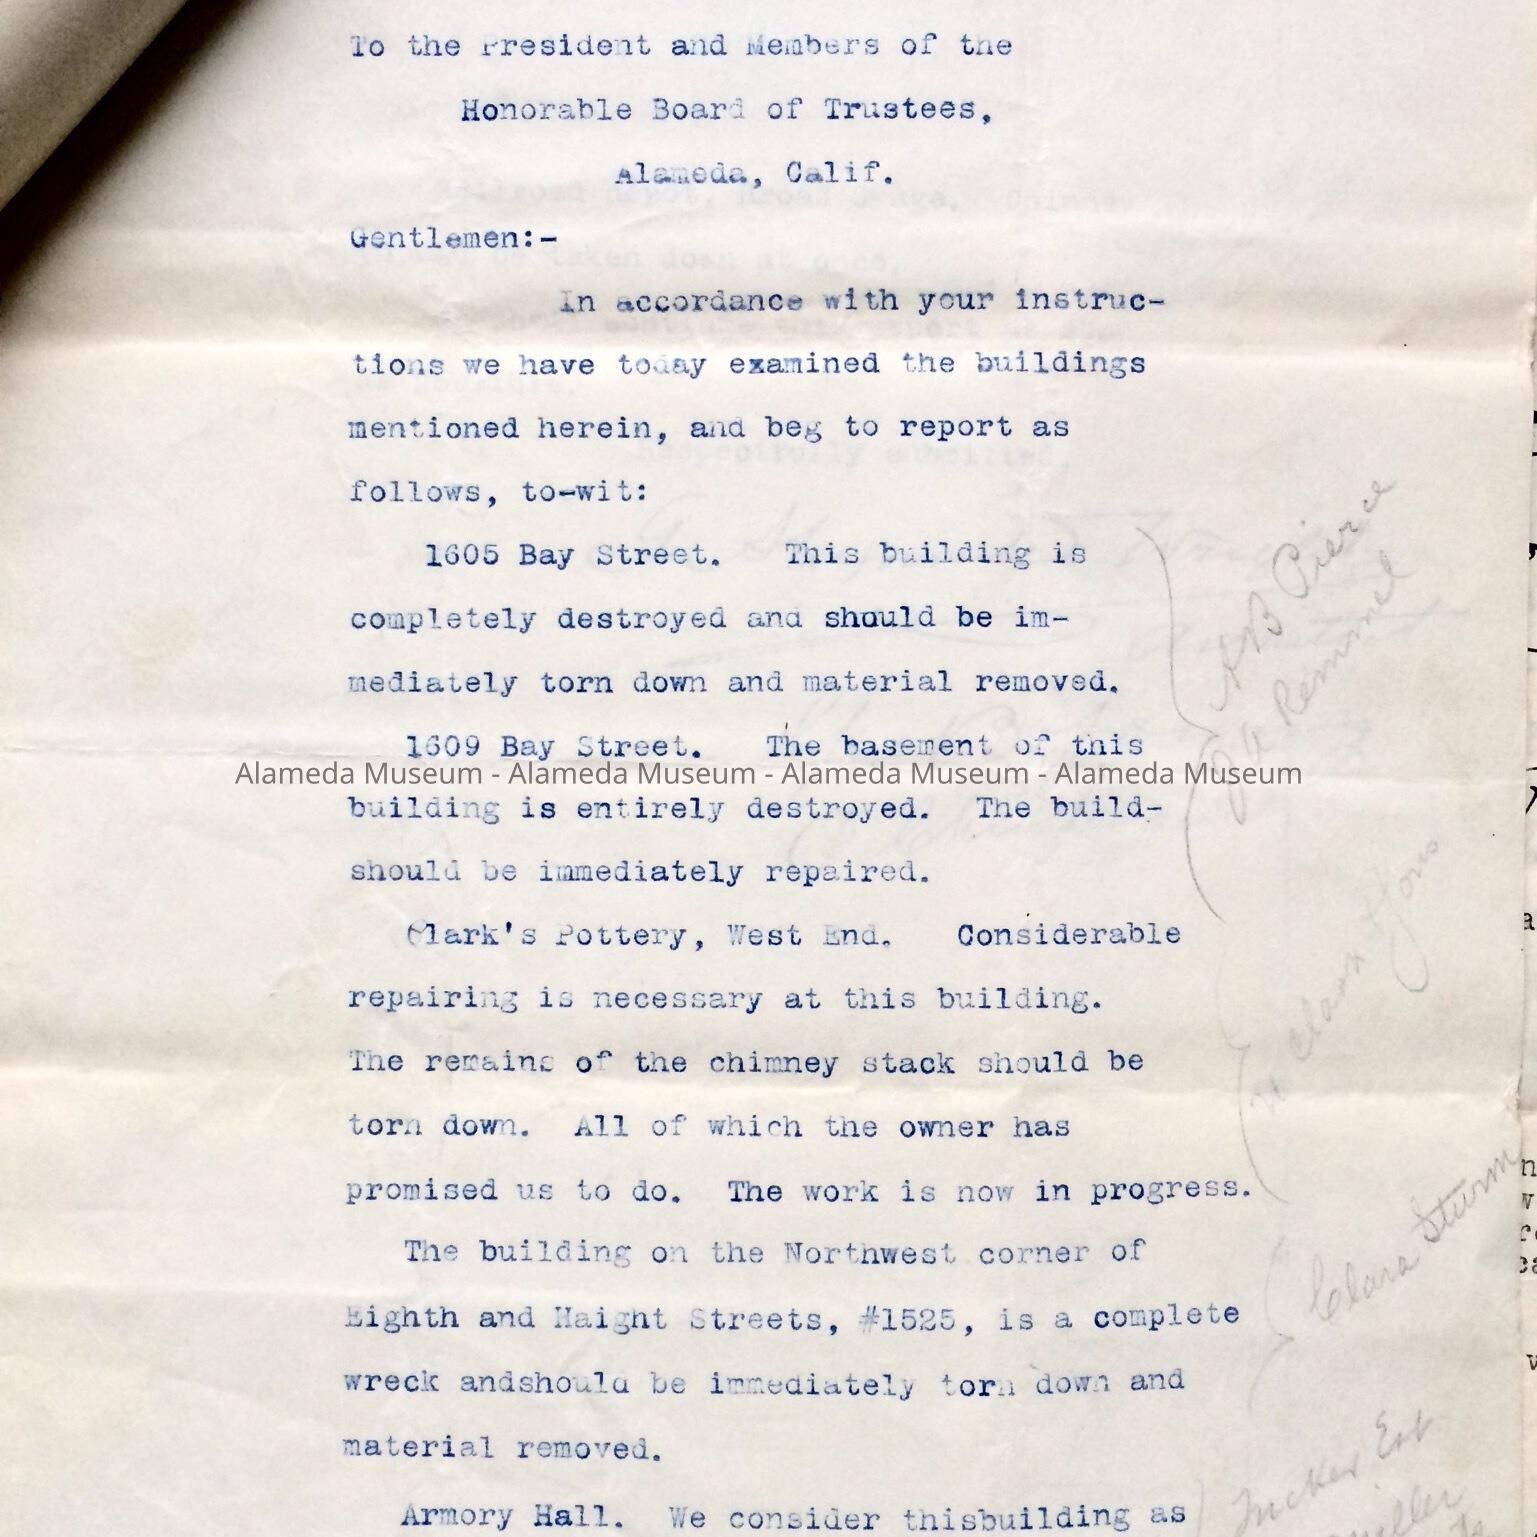 To the President and Members of the
Honorable Board of Trustees,
Alameda, Calif.
Gentlemen:-
In accordance with your instruc-
tions we have today examined the buildings
mentioned herein, and beg to report as
follows, to-wit:
1605 Bay Street. This building is
completely destroyed and should be im-
mediately torn down and material removed.
1609 Bay Street. The basement of this
Alameda Museum - Alameda Museum - Alameda Museum - Alameda Museum
building is entirely destroyed. The build-
should be immediately repaired.
Clark's Pottery, West End. Considerable
repairing is necessary at this building.
The remains of the chimney stack should be
torn down. All of which the owner has
promised us to do. The work is now in progress.
The building on the Northwest corner of
Eighth and Haight Streets, #1525, is a complete
wreck andshould be immediately torn down and
material removed.
Armory Hall. We consider thisbuilding as
Pierce
Clark & Sons
Clara Sturm
Tucker Est